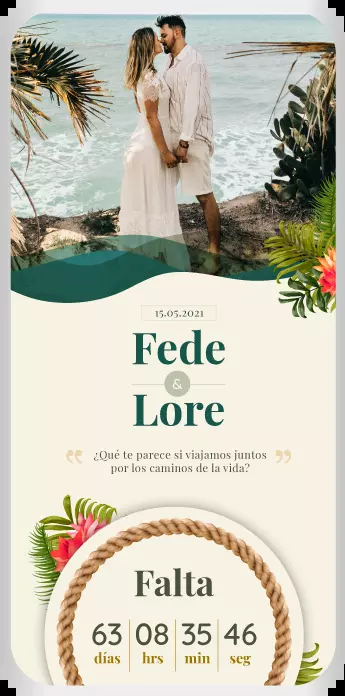 15.05.2021
Fede
&
Lore
¿Qué te parece si viajamos juntos
por los caminos de la vida?
Falta
63 08 35 46
días hrs min seg